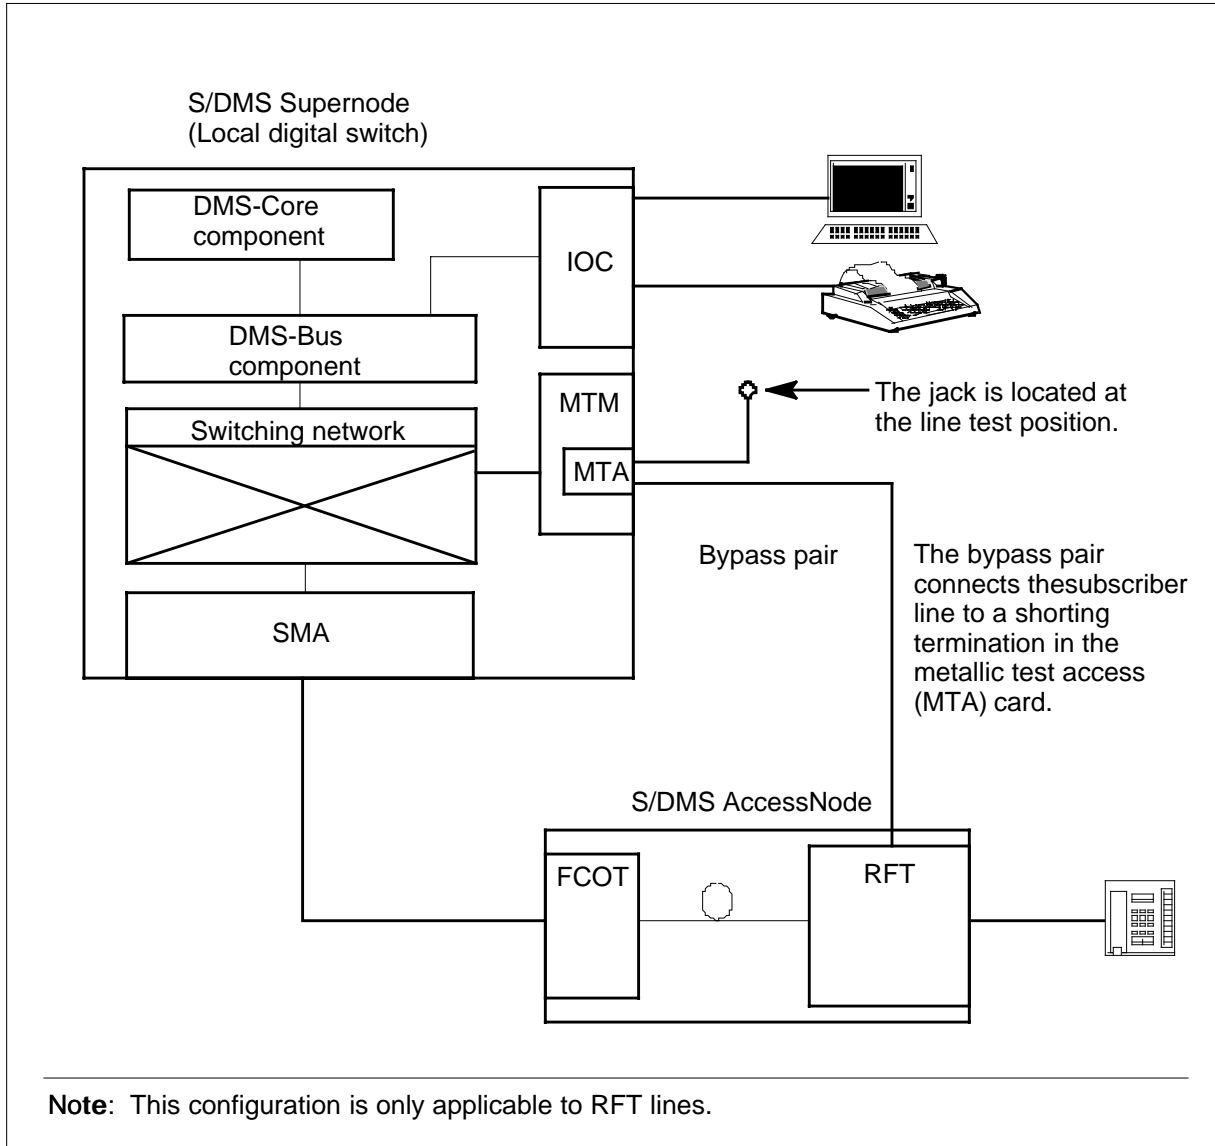 S/DMS Supernode
(Local digital switch)
DMS-Core
component
IOC
DMS-Bus
component
MTM
Switching network
MTA
The jack is located at
the line test position.
SMA
Bypass pair
The bypass pair
connects thesubscriber
line to a shorting
termination in the
metallic test access
(MTA) card.
S/DMS AccessNode
FCOT
RFT
Note: This configuration is only applicable to RFT lines.